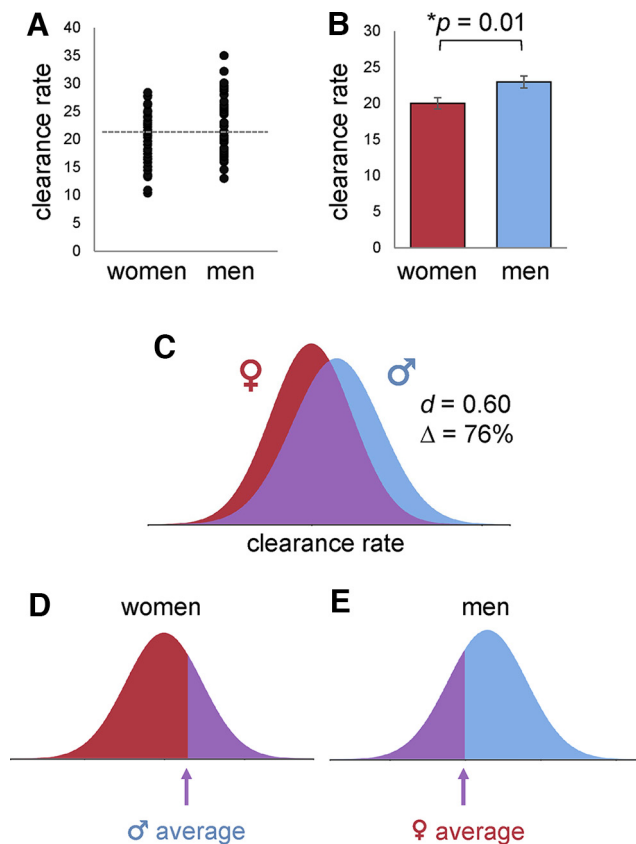 A
clearance rate
40
35
30
25
20
15
10
5
0
women men
B
*p = 0.01
clearance rate
30
25
20
15
10
5
0
women men
C
♀ ♂
d = 0.60
Δ = 76%
clearance rate
D
women
♂ average
E
men
♀ average